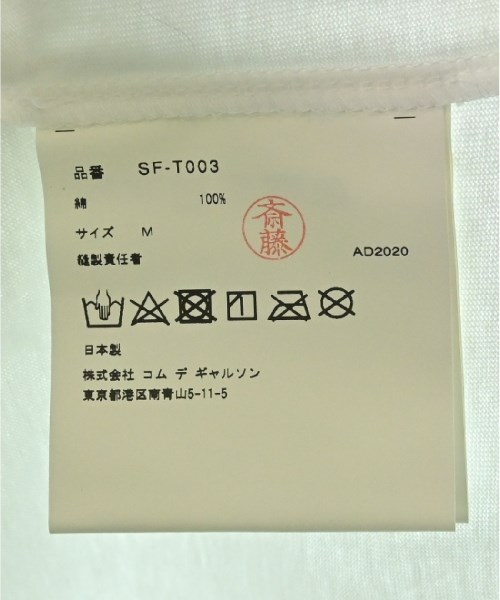 品番 SF-T003
綿 100%
サイズ M
斎藤
縫製責任者
AD2020
日本製
株式会社 コム デ ギャルソン
東京都港区南青山5-11-5